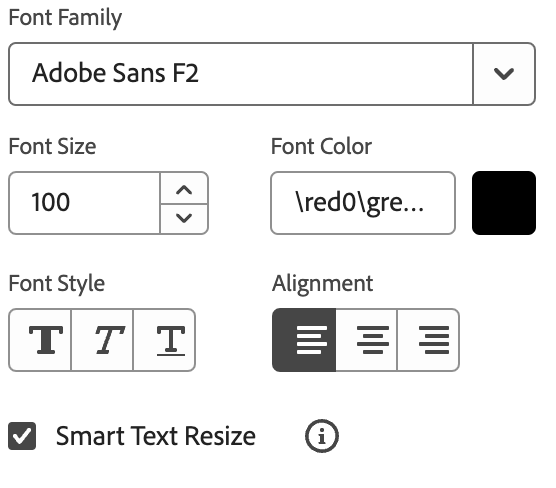 Font Family
Adobe Sans F2
Font Size Font Color
100 \red0\gre...
Font Style Alignment
T T T
Smart Text Resize